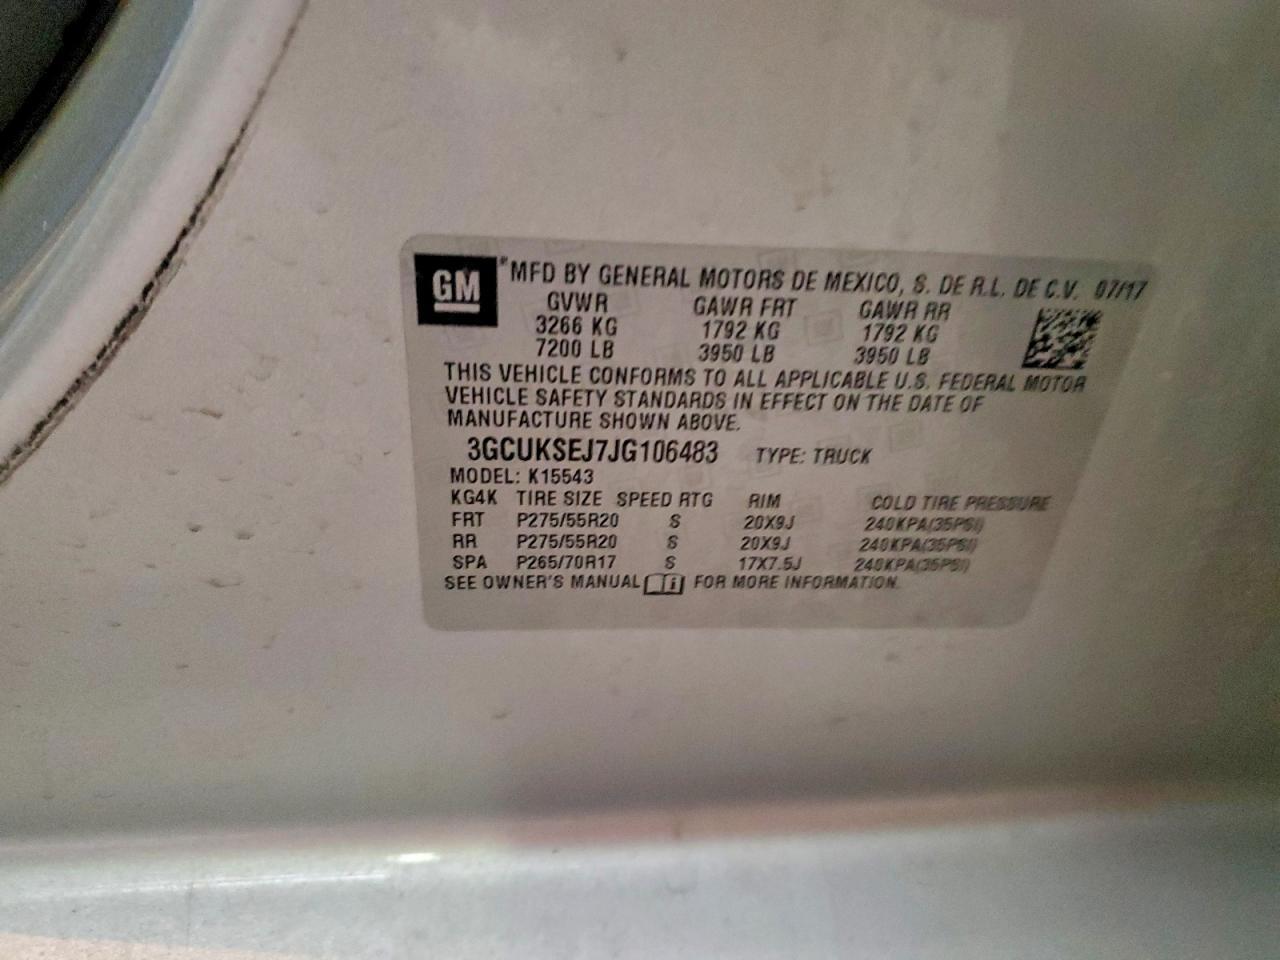 GM
MFD BY GENERAL MOTORS DE MEXICO, S. DE R.L. DE C.V. 07/17
GVWR GAWR FRT GAWR RR
3266 KG 1792 KG 1792 KG
7200 LB 3950 LB 3950 LB
THIS VEHICLE CONFORMS TO ALL APPLICABLE U.S. FEDERAL MOTOR
VEHICLE SAFETY STANDARDS IN EFFECT ON THE DATE OF
MANUFACTURE SHOWN ABOVE.
3GCUKSEJ7JG106483 TYPE: TRUCK
MODEL: K15543
KG4K TIRE SIZE SPEED RTG RIM COLD TIRE PRESSURE
FRT P275/55R20 S 20X9J 240KPA(35PSI)
RR P275/55R20 S 20X9J 240KPA(35PSI)
SPA P265/70R17 S 17X7.5J 240KPA(35PSI)
SEE OWNER'S MANUAL i FOR MORE INFORMATION.